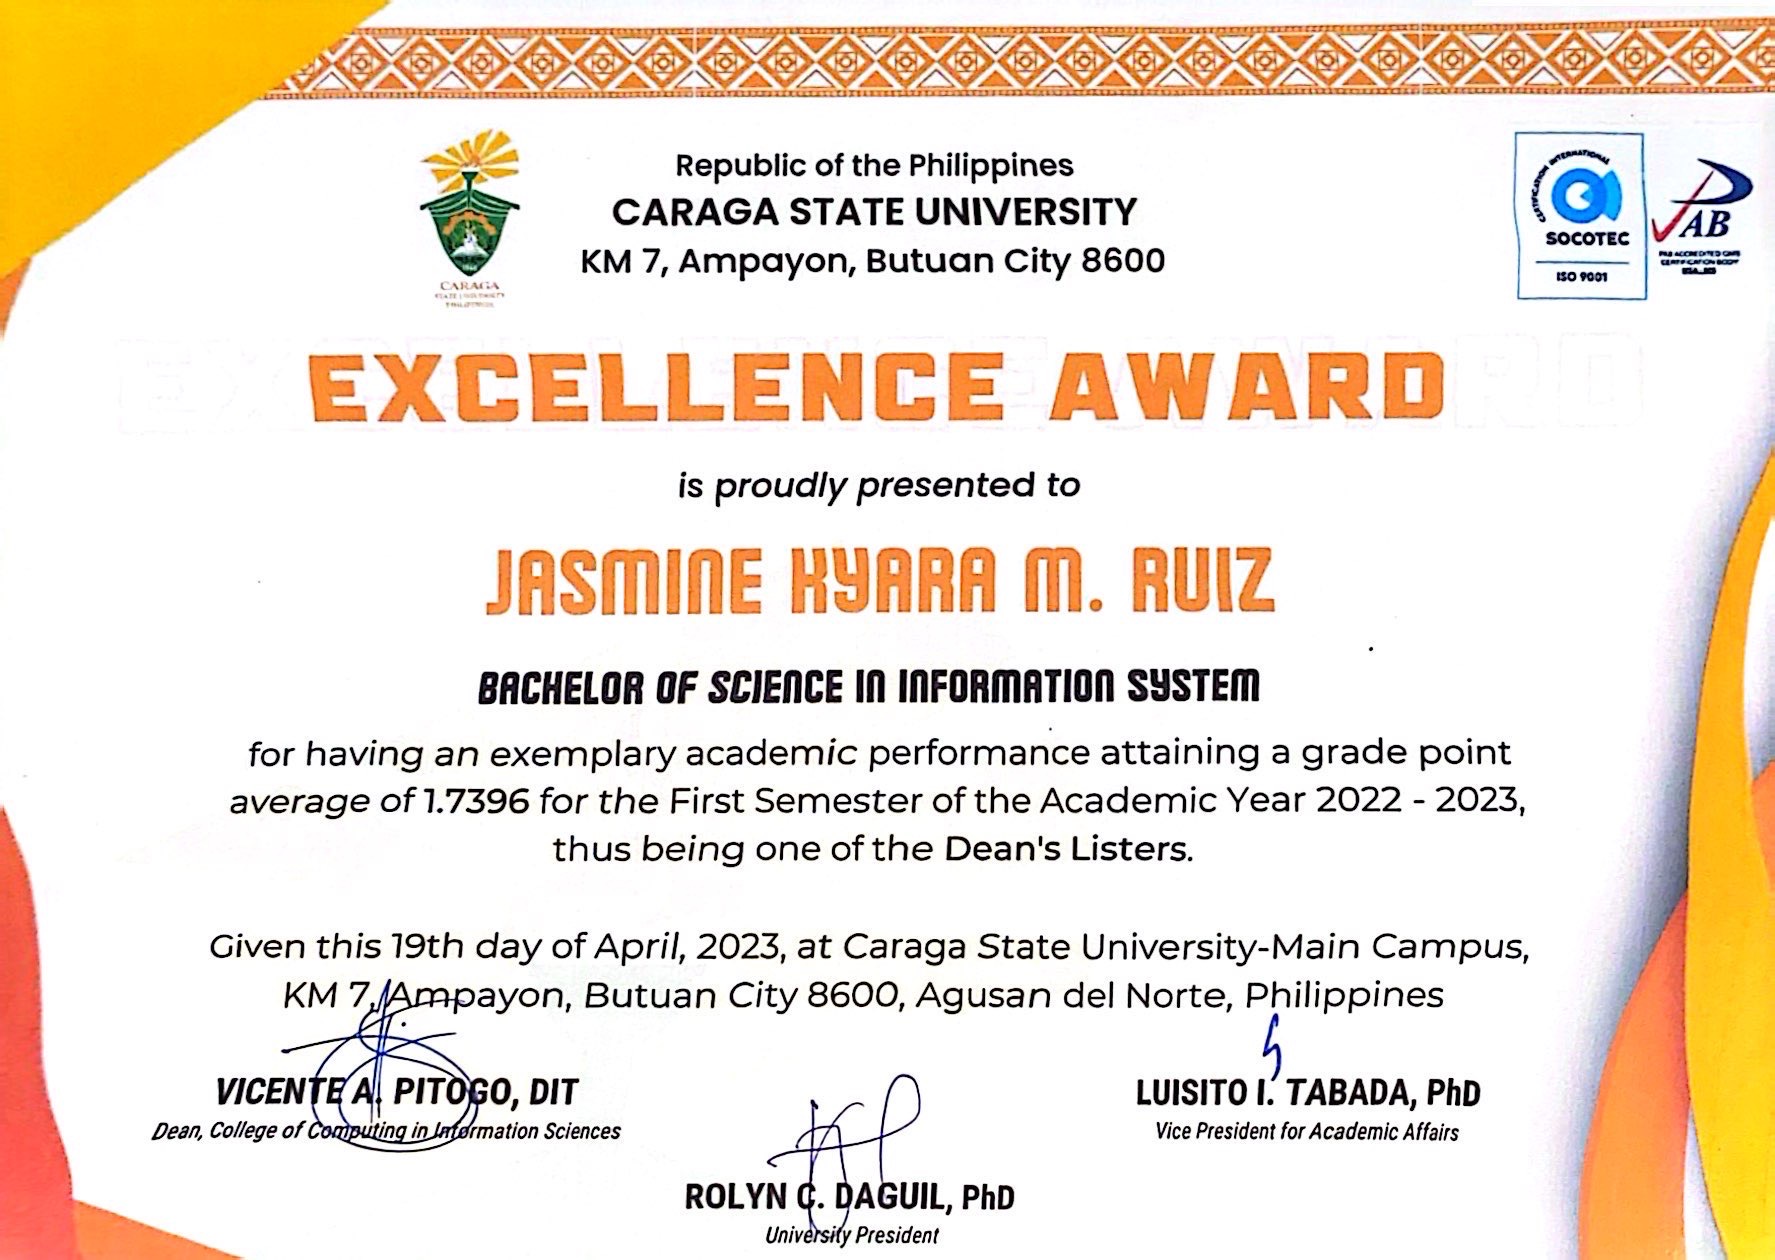 Republic of the Philippines
CARAGA STATE UNIVERSITY
KM 7, Ampayon, Butuan City 8600
CARAGA
STATE UNIVERSITY
PHILIPPINES
CERTIFICATION INTERNATIONAL
SOCOTEC
ISO 9001
PAB
PAB ACCREDITED QMS
CERTIFICATION BODY
EXCELLENCE AWARD
is proudly presented to
JASMINE KYARA M. RUIZ
BACHELOR OF SCIENCE IN INFORMATION SYSTEM
for having an exemplary academic performance attaining a grade point
average of 1.7396 for the First Semester of the Academic Year 2022 - 2023,
thus being one of the Dean's Listers.
Given this 19th day of April, 2023, at Caraga State University-Main Campus,
KM 7, Ampayon, Butuan City 8600, Agusan del Norte, Philippines
VICENTE A. PITOGO, DIT
Dean, College of Computing in Information Sciences
LUISITO I. TABADA, PhD
Vice President for Academic Affairs
ROLYN C. DAGUIL, PhD
University President